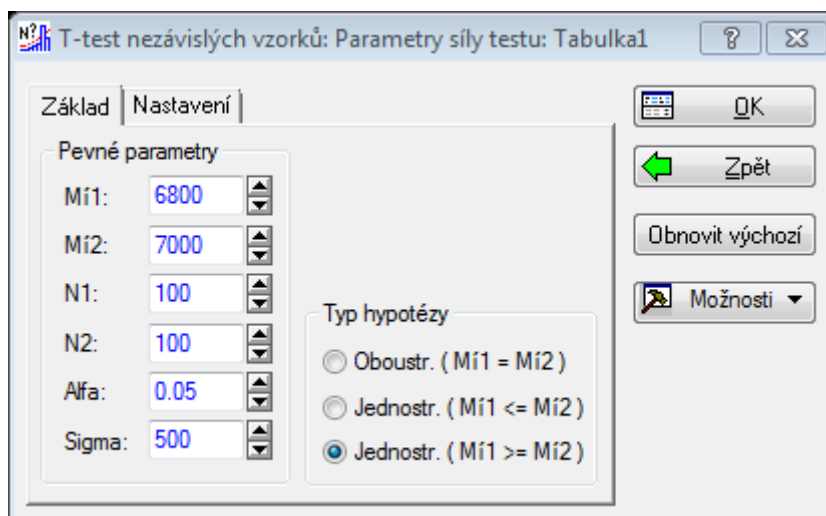 T-test nezávislých vzorků: Parametry síly testu: Tabulka1
Základ
Nastavení
Pevné parametry
Mí1: 6800
Mí2: 7000
N1: 100
N2: 100
Alfa: 0.05
Sigma: 500
Typ hypotézy
Oboustr. ( Mí1 = Mí2 )
Jednostr. ( Mí1 <= Mí2 )
Jednostr. ( Mí1 >= Mí2 )
OK
Zpět
Obnovit výchozí
Možnosti